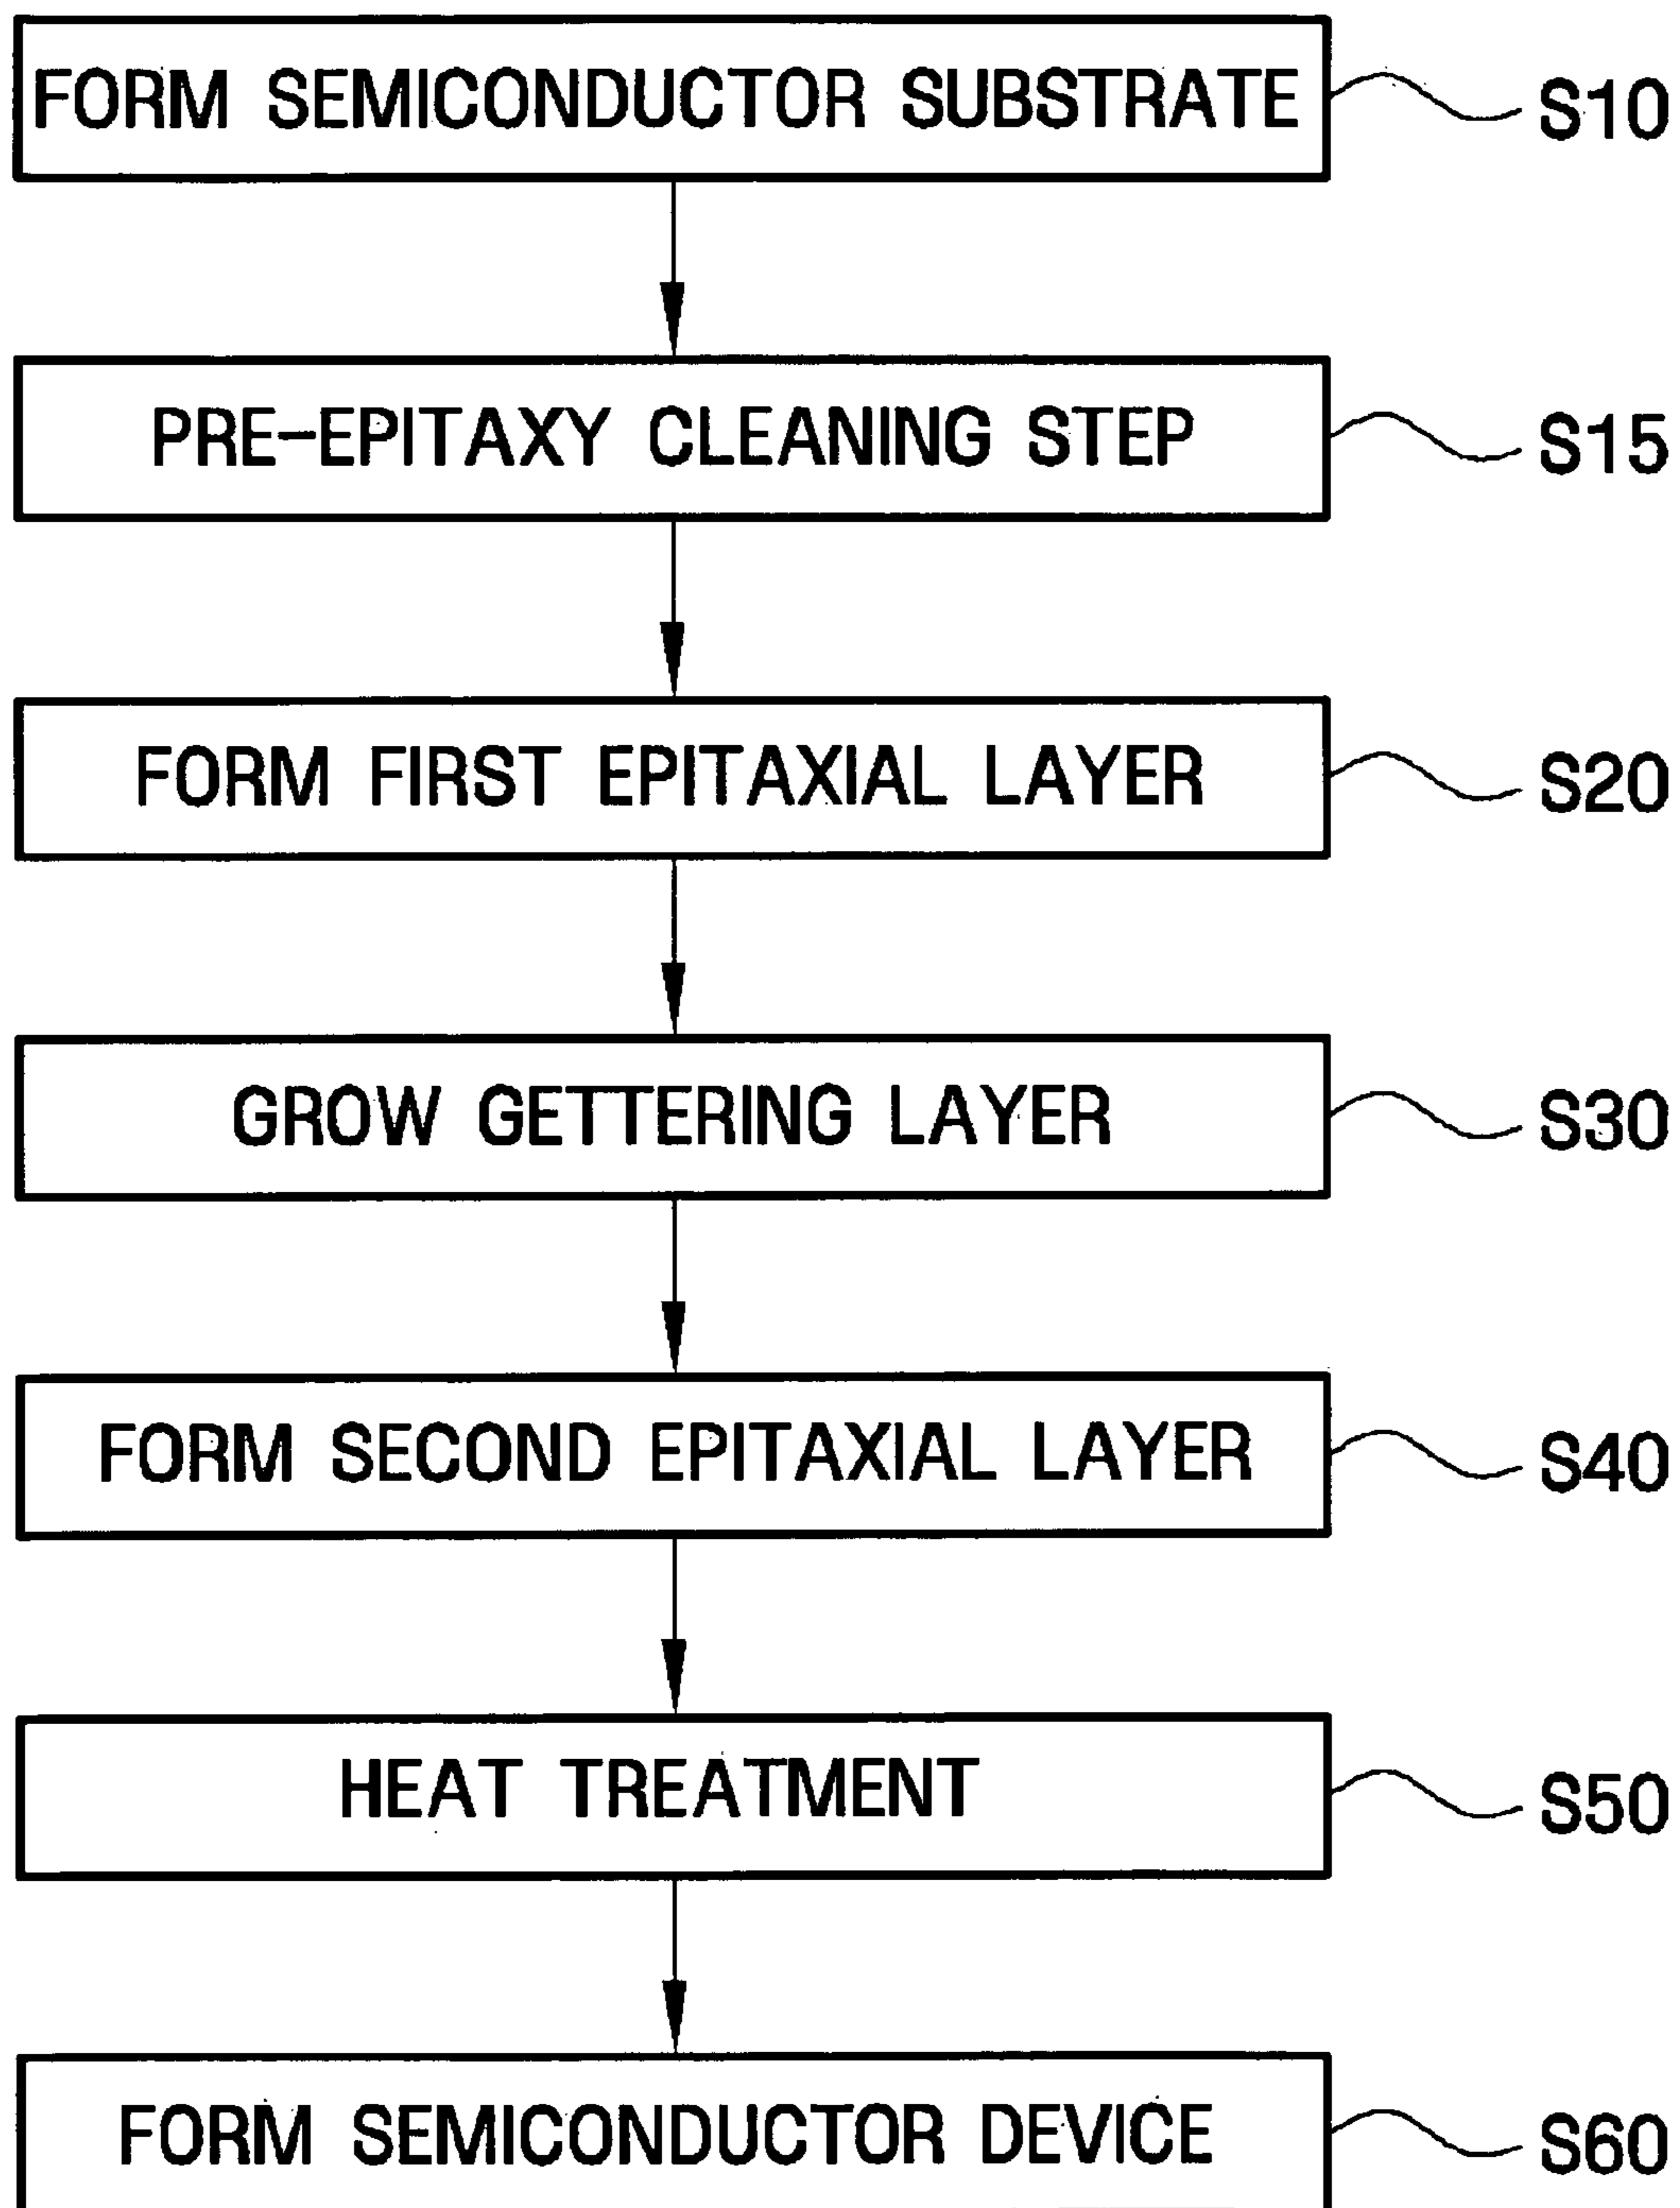 FORM SEMICONDUCTOR SUBSTRATE S10
PRE-EPITAXY CLEANING STEP S15
FORM FIRST EPITAXIAL LAYER S20
GROW GETTERING LAYER S30
FORM SECOND EPITAXIAL LAYER S40
HEAT TREATMENT S50
FORM SEMICONDUCTOR DEVICE S60